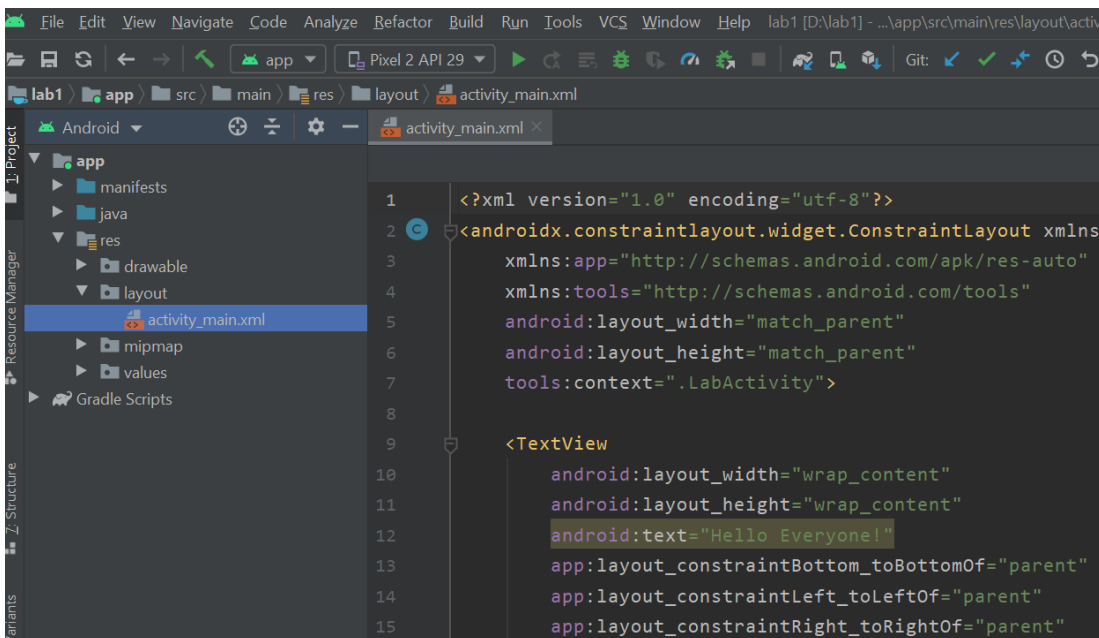 File Edit View Navigate Code Analyze Refactor Build Run Tools VCS Window Help lab1 [D:\lab1] - ...\app\src\main\res\layout\activ
app Pixel 2 API 29 Git:
lab1 app src main res layout activity_main.xml
Android
activity_main.xml
1: Project
Resource Manager
Z: Structure
ariants
app
manifests
java
res
drawable
layout
activity_main.xml
mipmap
values
Gradle Scripts
1 <?xml version="1.0" encoding="utf-8"?>
2 C <androidx.constraintlayout.widget.ConstraintLayout xmlns
3 xmlns:app="http://schemas.android.com/apk/res-auto"
4 xmlns:tools="http://schemas.android.com/tools"
5 android:layout_width="match_parent"
6 android:layout_height="match_parent"
7 tools:context=".LabActivity">
8
9 <TextView
10 android:layout_width="wrap_content"
11 android:layout_height="wrap_content"
12 android:text="Hello Everyone!"
13 app:layout_constraintBottom_toBottomOf="parent"
14 app:layout_constraintLeft_toLeftOf="parent"
15 app:layout_constraintRight_toRightOf="parent"